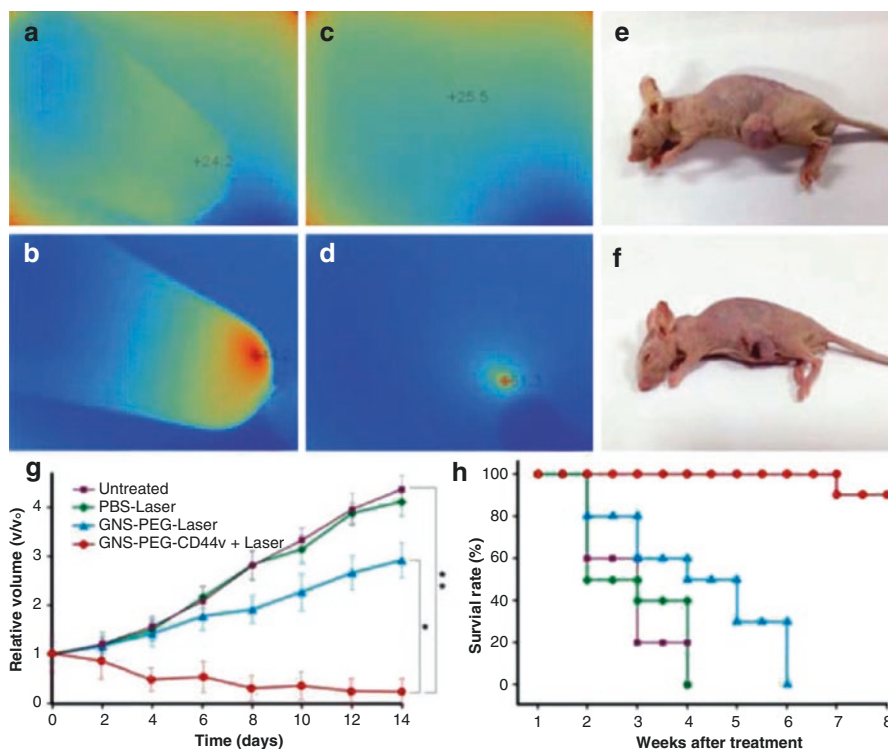 a
+24.2
c
+25.5
e
b
d
f
g
Untreated
PBS-Laser
GNS-PEG-Laser
GNS-PEG-CD44v + Laser
Relative volume (v/v₀)
4
3
2
1
0
0 2 4 6 8 10 12 14
Time (days)
*
**
h
Survial rate (%)
100
80
60
40
20
0
1 2 3 4 5 6 7 8
Weeks after treatment